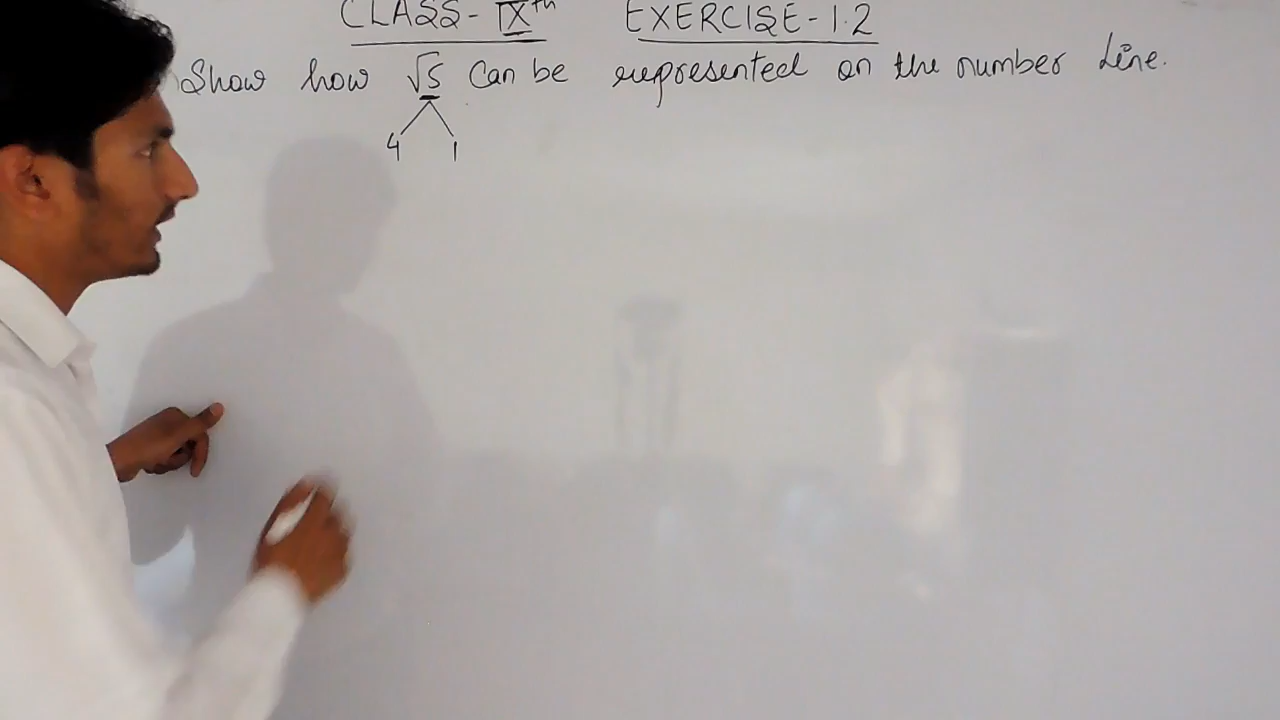 CLASS-IXth EXERCISE-1.2
Show how √5 can be represented on the number line.
4 1